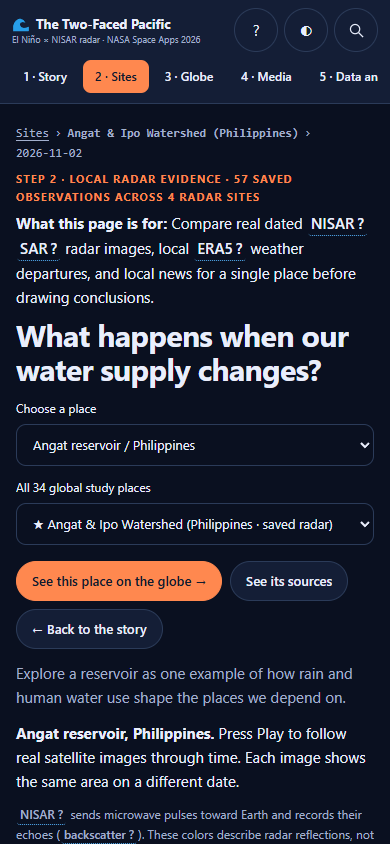 The Two-Faced Pacific
El Niño × NISAR radar · NASA Space Apps 2026
?
1 · Story 2 · Sites 3 · Globe 4 · Media 5 · Data an
Sites › Angat & Ipo Watershed (Philippines) ›
2026-11-02
STEP 2 · LOCAL RADAR EVIDENCE · 57 SAVED
OBSERVATIONS ACROSS 4 RADAR SITES
What this page is for: Compare real dated NISAR ?
SAR ? radar images, local ERA5 ? weather
departures, and local news for a single place before
drawing conclusions.
What happens when our
water supply changes?
Choose a place
Angat reservoir / Philippines
All 34 global study places
★ Angat & Ipo Watershed (Philippines · saved radar)
See this place on the globe →
See its sources
← Back to the story
Explore a reservoir as one example of how rain and
human water use shape the places we depend on.
Angat reservoir, Philippines. Press Play to follow
real satellite images through time. Each image shows
the same area on a different date.
NISAR ? sends microwave pulses toward Earth and records their
echoes ( backscatter ? ). These colors describe radar reflections, not